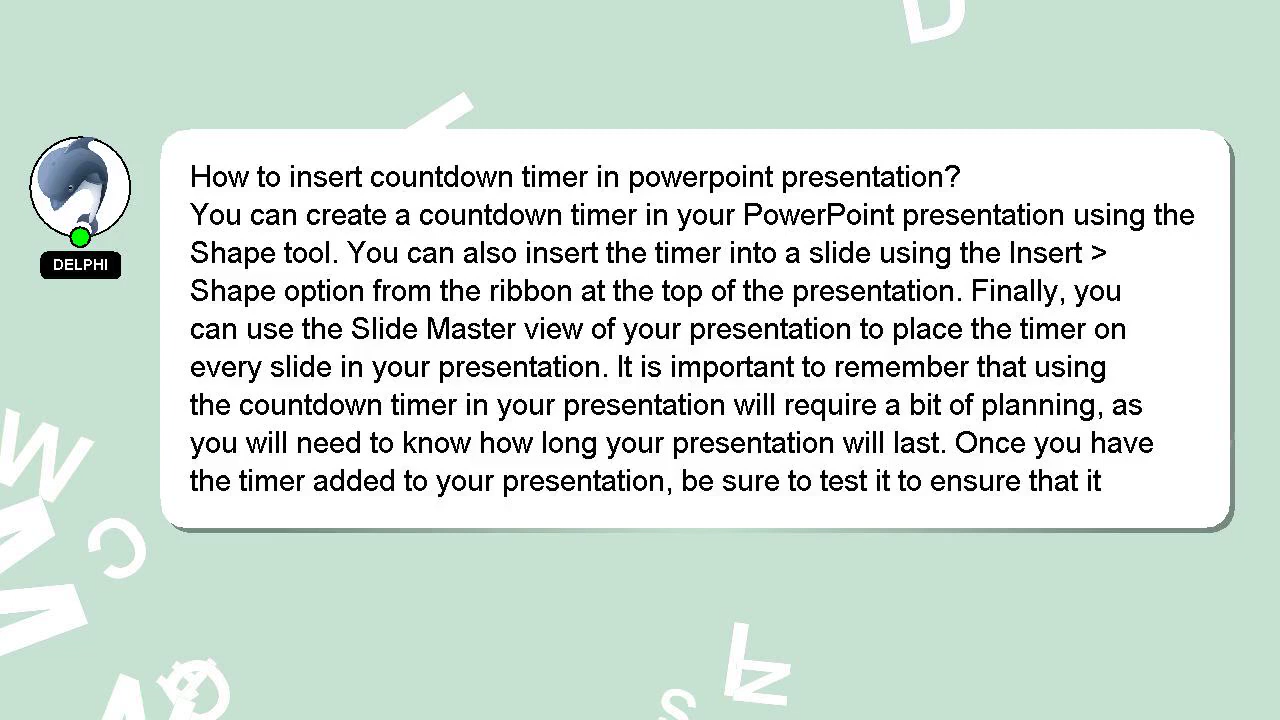 How to insert countdown timer in powerpoint presentation?
You can create a countdown timer in your PowerPoint presentation using the
Shape tool. You can also insert the timer into a slide using the Insert >
Shape option from the ribbon at the top of the presentation. Finally, you
can use the Slide Master view of your presentation to place the timer on
every slide in your presentation. It is important to remember that using
the countdown timer in your presentation will require a bit of planning, as
you will need to know how long your presentation will last. Once you have
the timer added to your presentation, be sure to test it to ensure that it
DELPHI